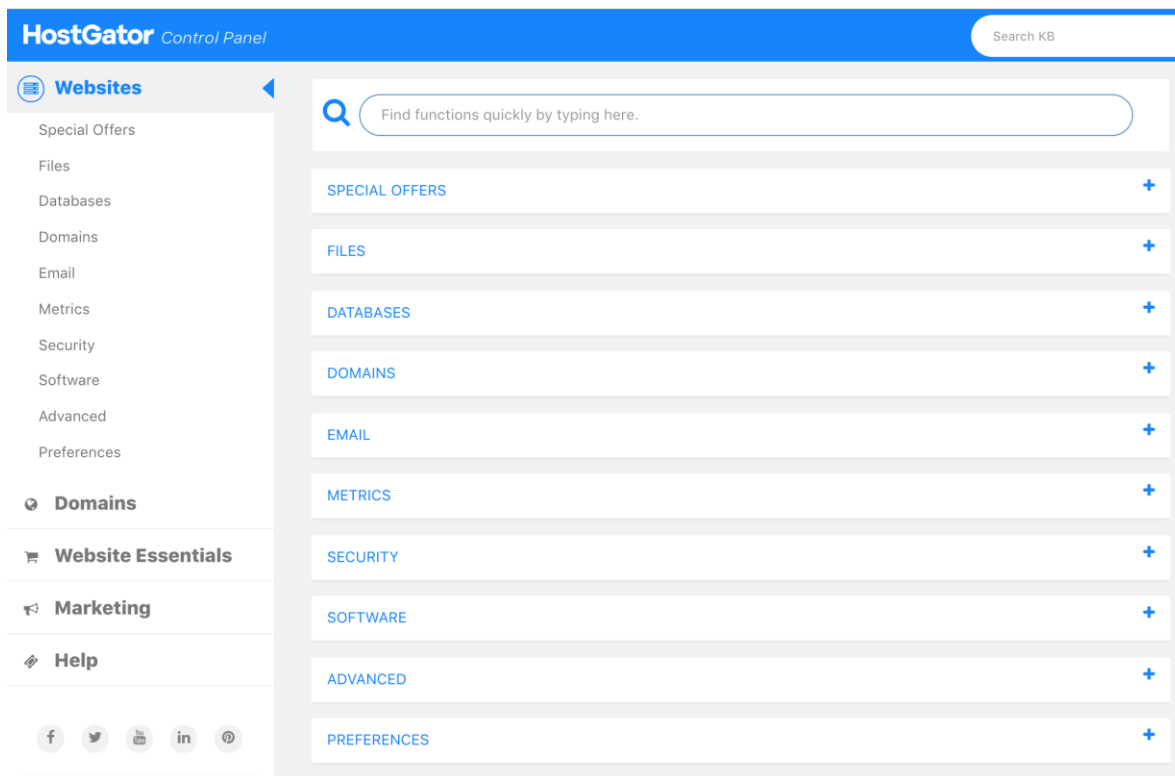 HostGator Control Panel
Search KB
Websites
Special Offers
Files
Databases
Domains
Email
Metrics
Security
Software
Advanced
Preferences
Domains
Website Essentials
Marketing
Help
Find functions quickly by typing here.
SPECIAL OFFERS
FILES
DATABASES
DOMAINS
EMAIL
METRICS
SECURITY
SOFTWARE
ADVANCED
PREFERENCES